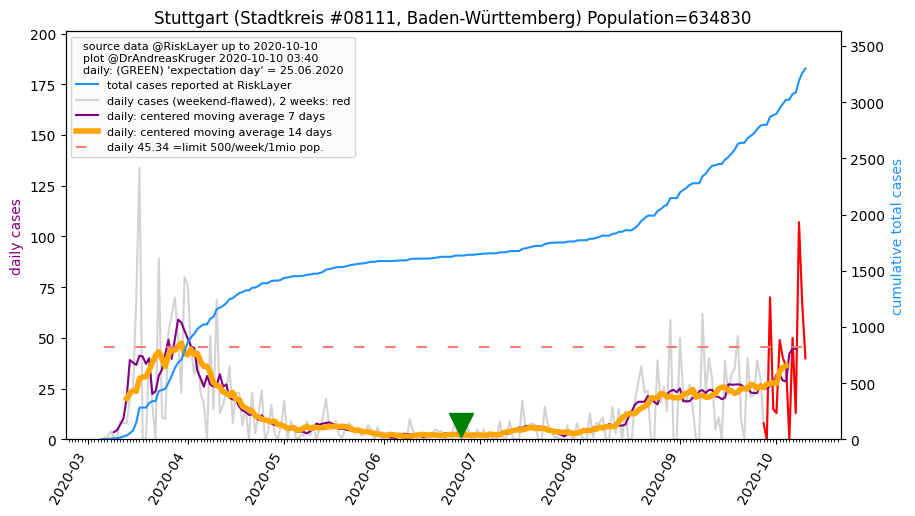 Stuttgart (Stadtkreis #08111, Baden-Württemberg) Population=634830
source data @RiskLayer up to 2020-10-10
plot @DrAndreasKruger 2020-10-10 03:40
daily: (GREEN) 'expectation day' = 25.06.2020
total cases reported at RiskLayer
daily cases (weekend-flawed), 2 weeks: red
daily: centered moving average 7 days
daily: centered moving average 14 days
daily 45.34 =limit 500/week/1mio pop.
daily cases
200
175
150
125
100
75
50
25
0
3500
3000
2500
2000
1500
1000
500
0
cumulative total cases
2020-03
2020-04
2020-05
2020-06
2020-07
2020-08
2020-09
2020-10